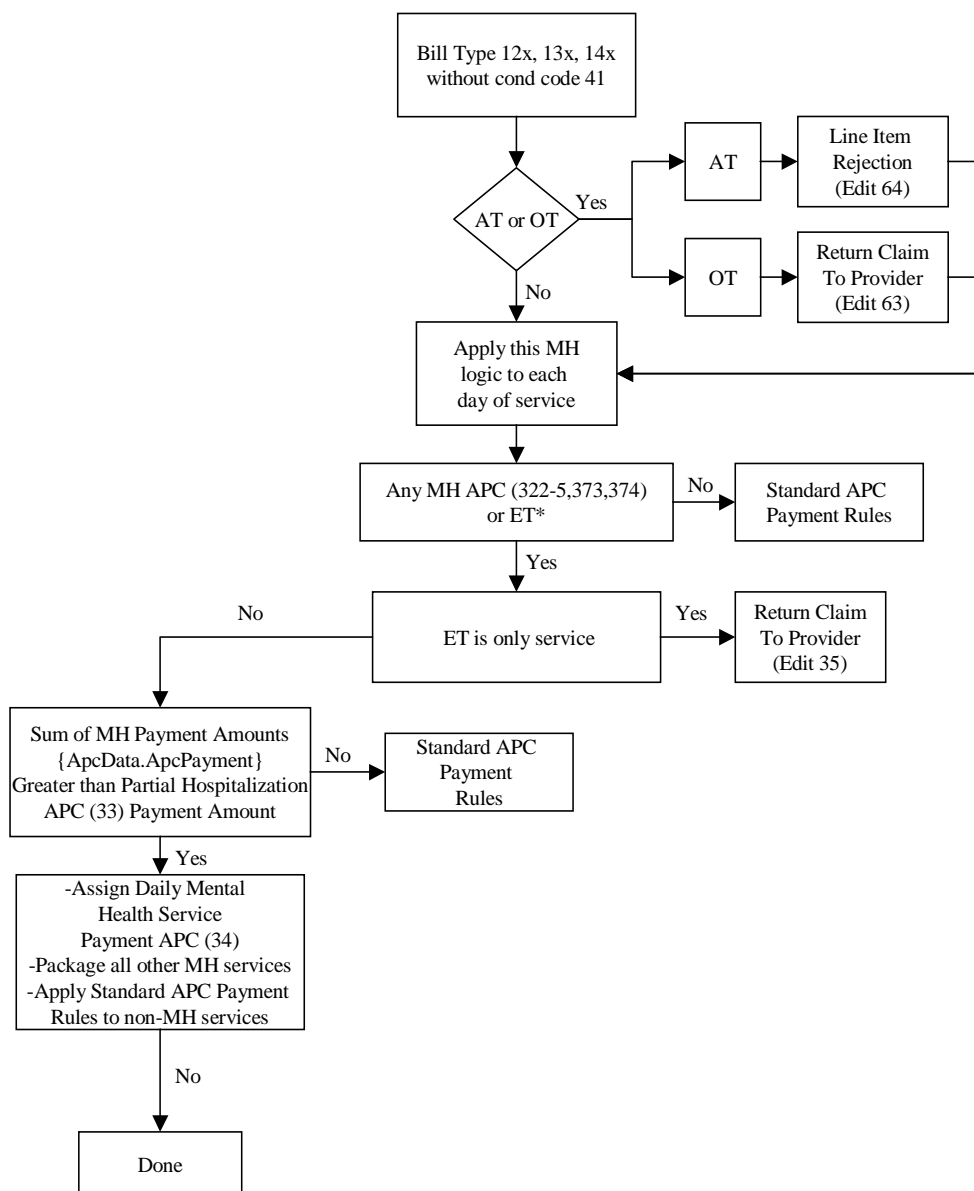 Bill Type 12x, 13x, 14x
without cond code 41
AT or OT
Yes
AT
Line Item
Rejection
(Edit 64)
OT
Return Claim
To Provider
(Edit 63)
No
Apply this MH
logic to each
day of service
Any MH APC (322-5,373,374)
or ET*
No
Standard APC
Payment Rules
Yes
ET is only service
Yes
Return Claim
To Provider
(Edit 35)
No
Sum of MH Payment Amounts
{ApcData.ApcPayment}
Greater than Partial Hospitalization
APC (33) Payment Amount
No
Standard APC
Payment
Rules
Yes
-Assign Daily Mental
Health Service
Payment APC (34)
-Package all other MH services
-Apply Standard APC Payment
Rules to non-MH services
No
Done